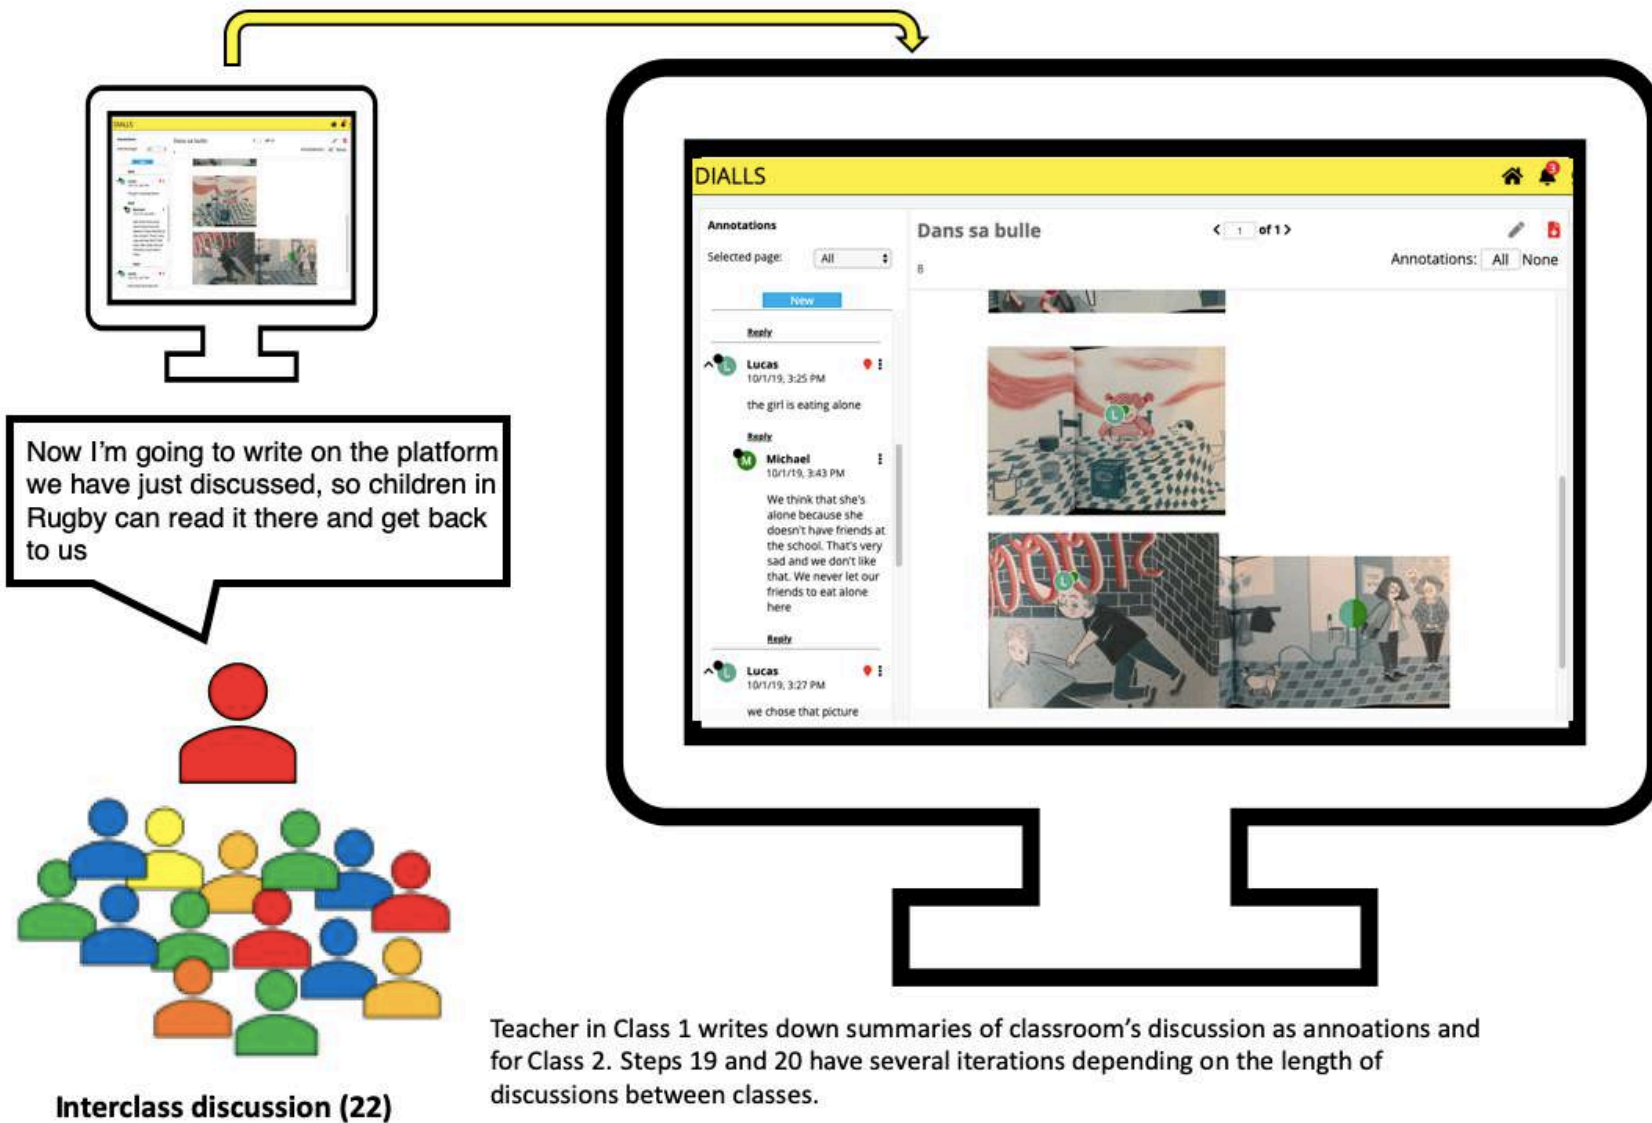 DIALLS
3
Annotations
Selected page:
All
New
Dans sa bulle
8
< 1 of 1 >
Annotations: All None
Reply
L
Lucas
10/1/19, 3:25 PM
the girl is eating alone
Reply
M
Michael
10/1/19, 3:43 PM
We think that she's
alone because she
doesn't have friends at
the school. That's very
sad and we don't like
that. We never let our
friends to eat alone
here
Reply
L
Lucas
10/1/19, 3:27 PM
we chose that picture
L
L
Now I'm going to write on the platform
we have just discussed, so children in
Rugby can read it there and get back
to us
Teacher in Class 1 writes down summaries of classroom's discussion as annoations and
for Class 2. Steps 19 and 20 have several iterations depending on the length of
discussions between classes.
Interclass discussion (22)
DIALLS
Dans sa bulle